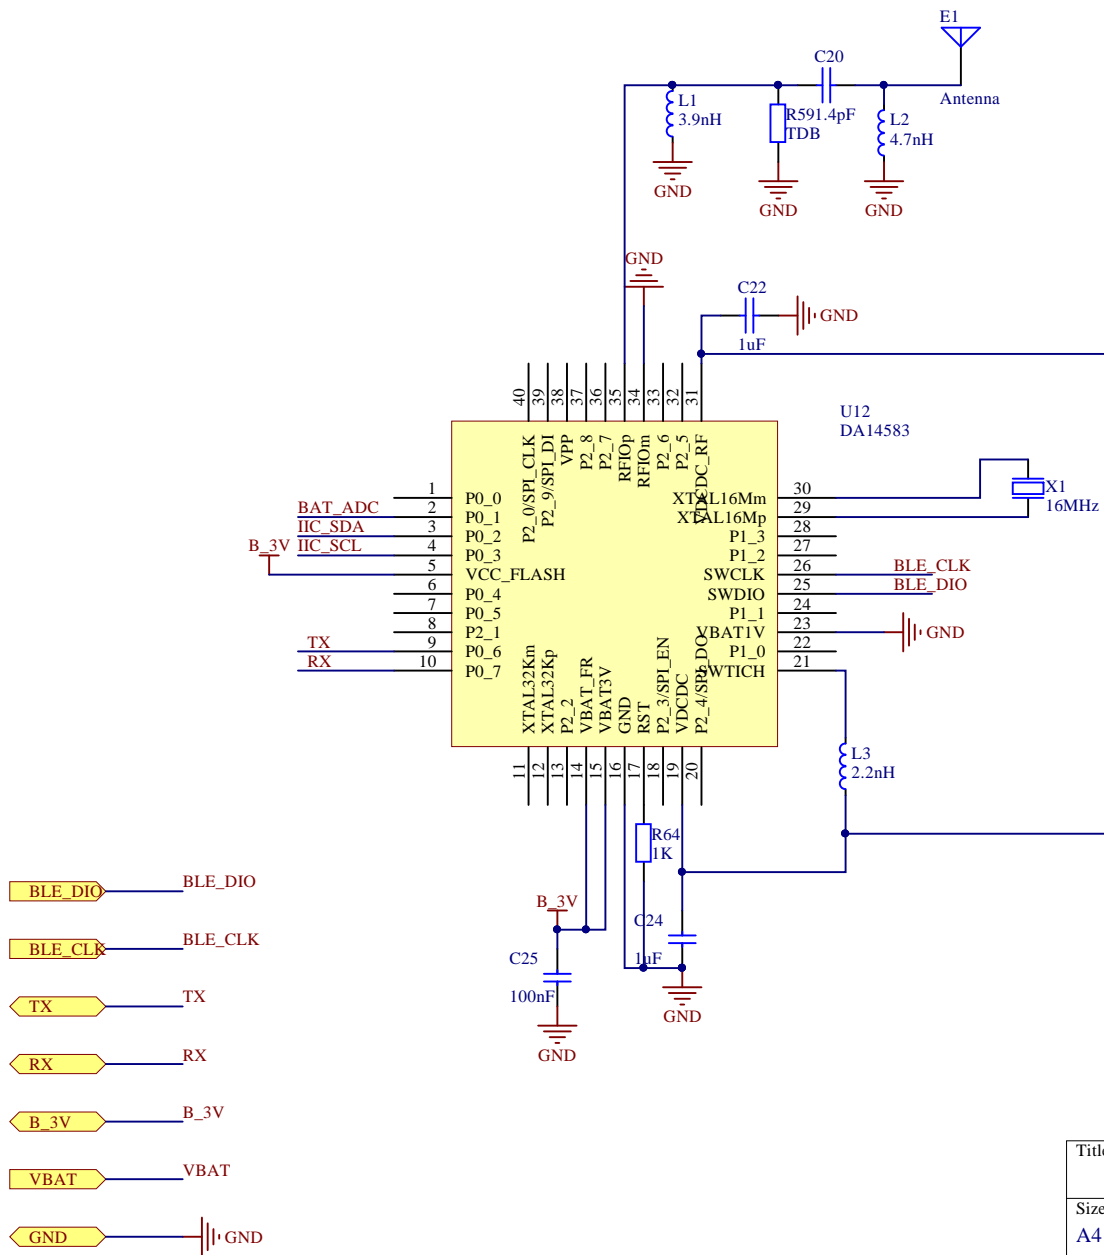 E1
C20
Antenna
L1
3.9nH
R591.4pF
TDB
L2
4.7nH
GND
GND
GND
GND
C22
GND
1uF
40
39
38
37
36
35
34
33
32
31
P2_0/SPI_CLK
P2_9/SPI_DI
VPP
P2_8
P2_7
RFIOp
RFIOm
P2_6
P2_5
VDCDC_RF
U12
DA14583
1 P0_0
BAT_ADC 2 P0_1
IIC_SDA 3 P0_2
B_3V IIC_SCL 4 P0_3
5 VCC_FLASH
6 P0_4
7 P0_5
8 P2_1
TX 9 P0_6
RX 10 P0_7
XTAL16Mm 30
XTAL16Mp 29
P1_3 28
P1_2 27
SWCLK 26 BLE_CLK
SWDIO 25 BLE_DIO
P1_1 24
VBAT1V 23 GND
P1_0 22
SWTICH 21
X1
16MHz
XTAL32Km
XTAL32Kp
P2_2
VBAT_FR
VBAT3V
GND
RST
P2_3/SPI_EN
VDCDC
P2_4/SPI_DO
11
12
13
14
15
16
17
18
19
20
L3
2.2nH
R64
1K
B_3V
C24
1uF
C25
100nF
GND
GND
BLE_DIO BLE_DIO
BLE_CLK BLE_CLK
TX TX
RX RX
B_3V B_3V
VBAT VBAT
GND GND
Title
Size
A4